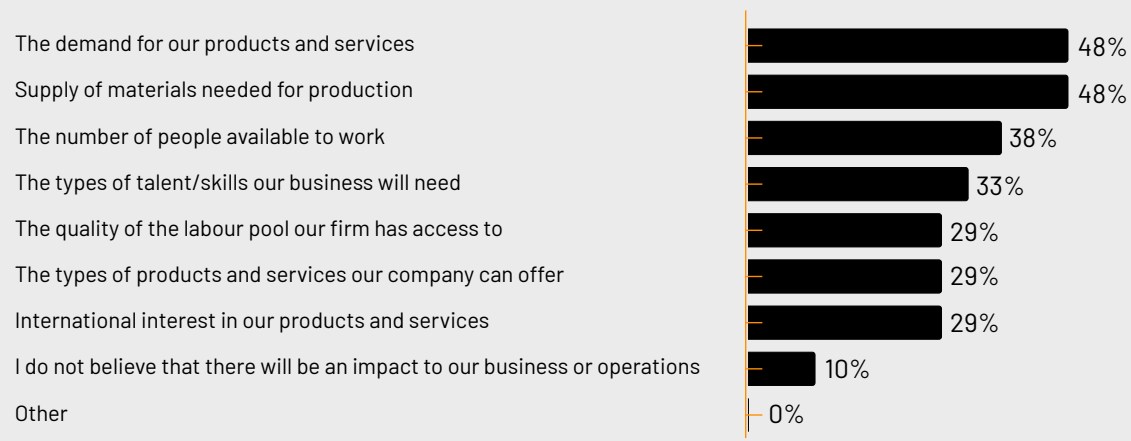 The demand for our products and services 48%
Supply of materials needed for production 48%
The number of people available to work 38%
The types of talent/skills our business will need 33%
The quality of the labour pool our firm has access to 29%
The types of products and services our company can offer 29%
International interest in our products and services 29%
I do not believe that there will be an impact to our business or operations 10%
Other 0%